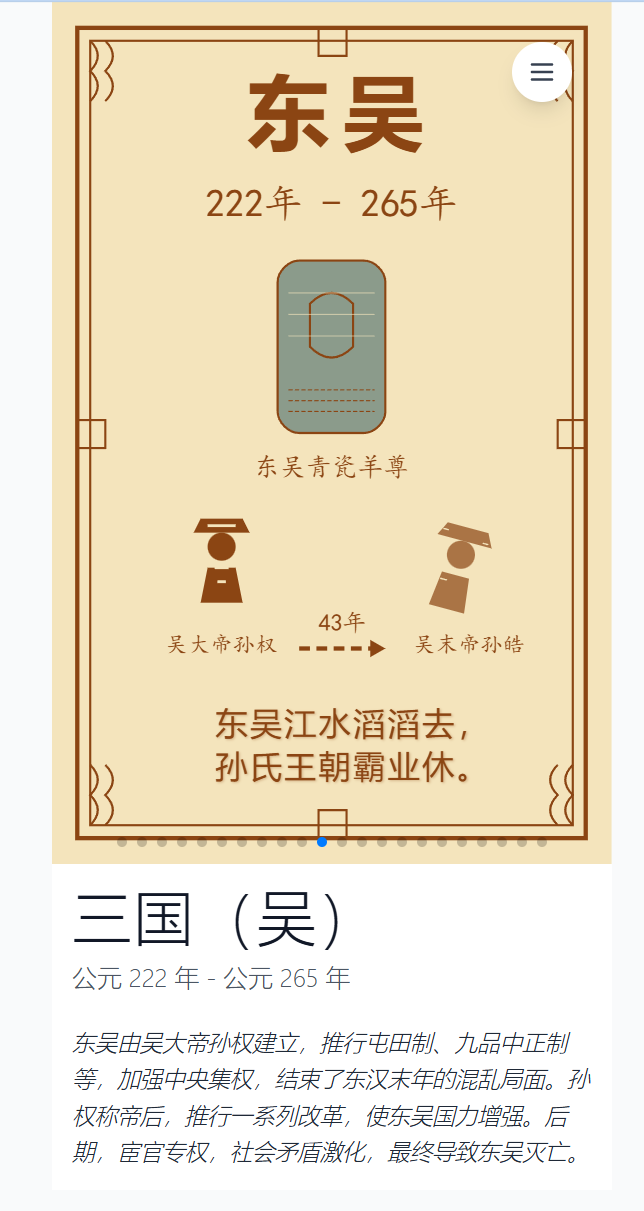 东吴
222年 – 265年
东吴青瓷羊尊
43年
吴大帝孙权
吴末帝孙皓
东吴江水滔滔去，
孙氏王朝霸业休。
三国（吴）
公元 222 年 - 公元 265 年
东吴由吴大帝孙权建立，推行屯田制、九品中正制
等，加强中央集权，结束了东汉末年的混乱局面。孙
权称帝后，推行一系列改革，使东吴国力增强。后
期，宦官专权，社会矛盾激化，最终导致东吴灭亡。